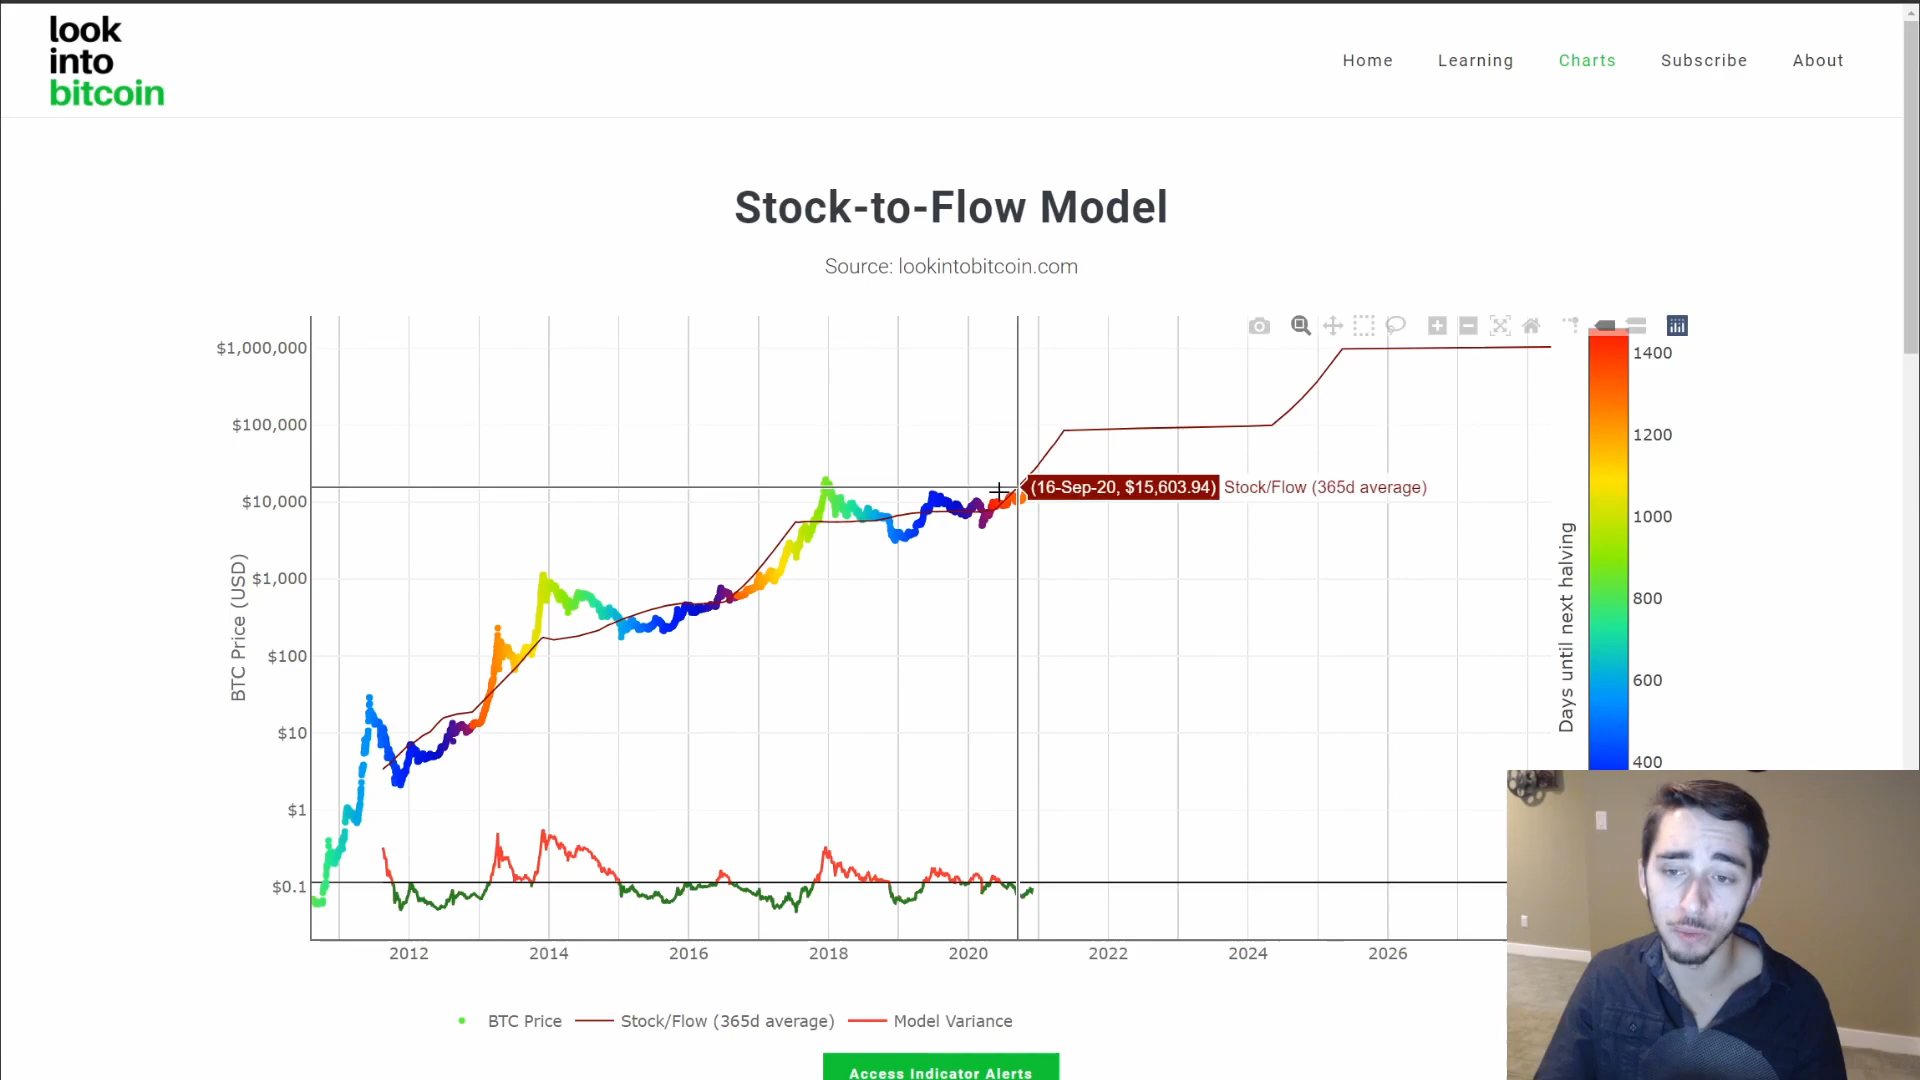 look
into
bitcoin
Home Learning Charts Subscribe About
Stock-to-Flow Model
Source: lookintobitcoin.com
$1,000,000
$100,000
$10,000
$1,000
$100
$10
$1
$0.1
BTC Price (USD)
(16-Sep-20, $15,603.94) Stock/Flow (365d average)
1400
1200
1000
800
600
400
Days until next halving
2012 2014 2016 2018 2020 2022 2024 2026
BTC Price Stock/Flow (365d average) Model Variance
Access Indicator Alerts